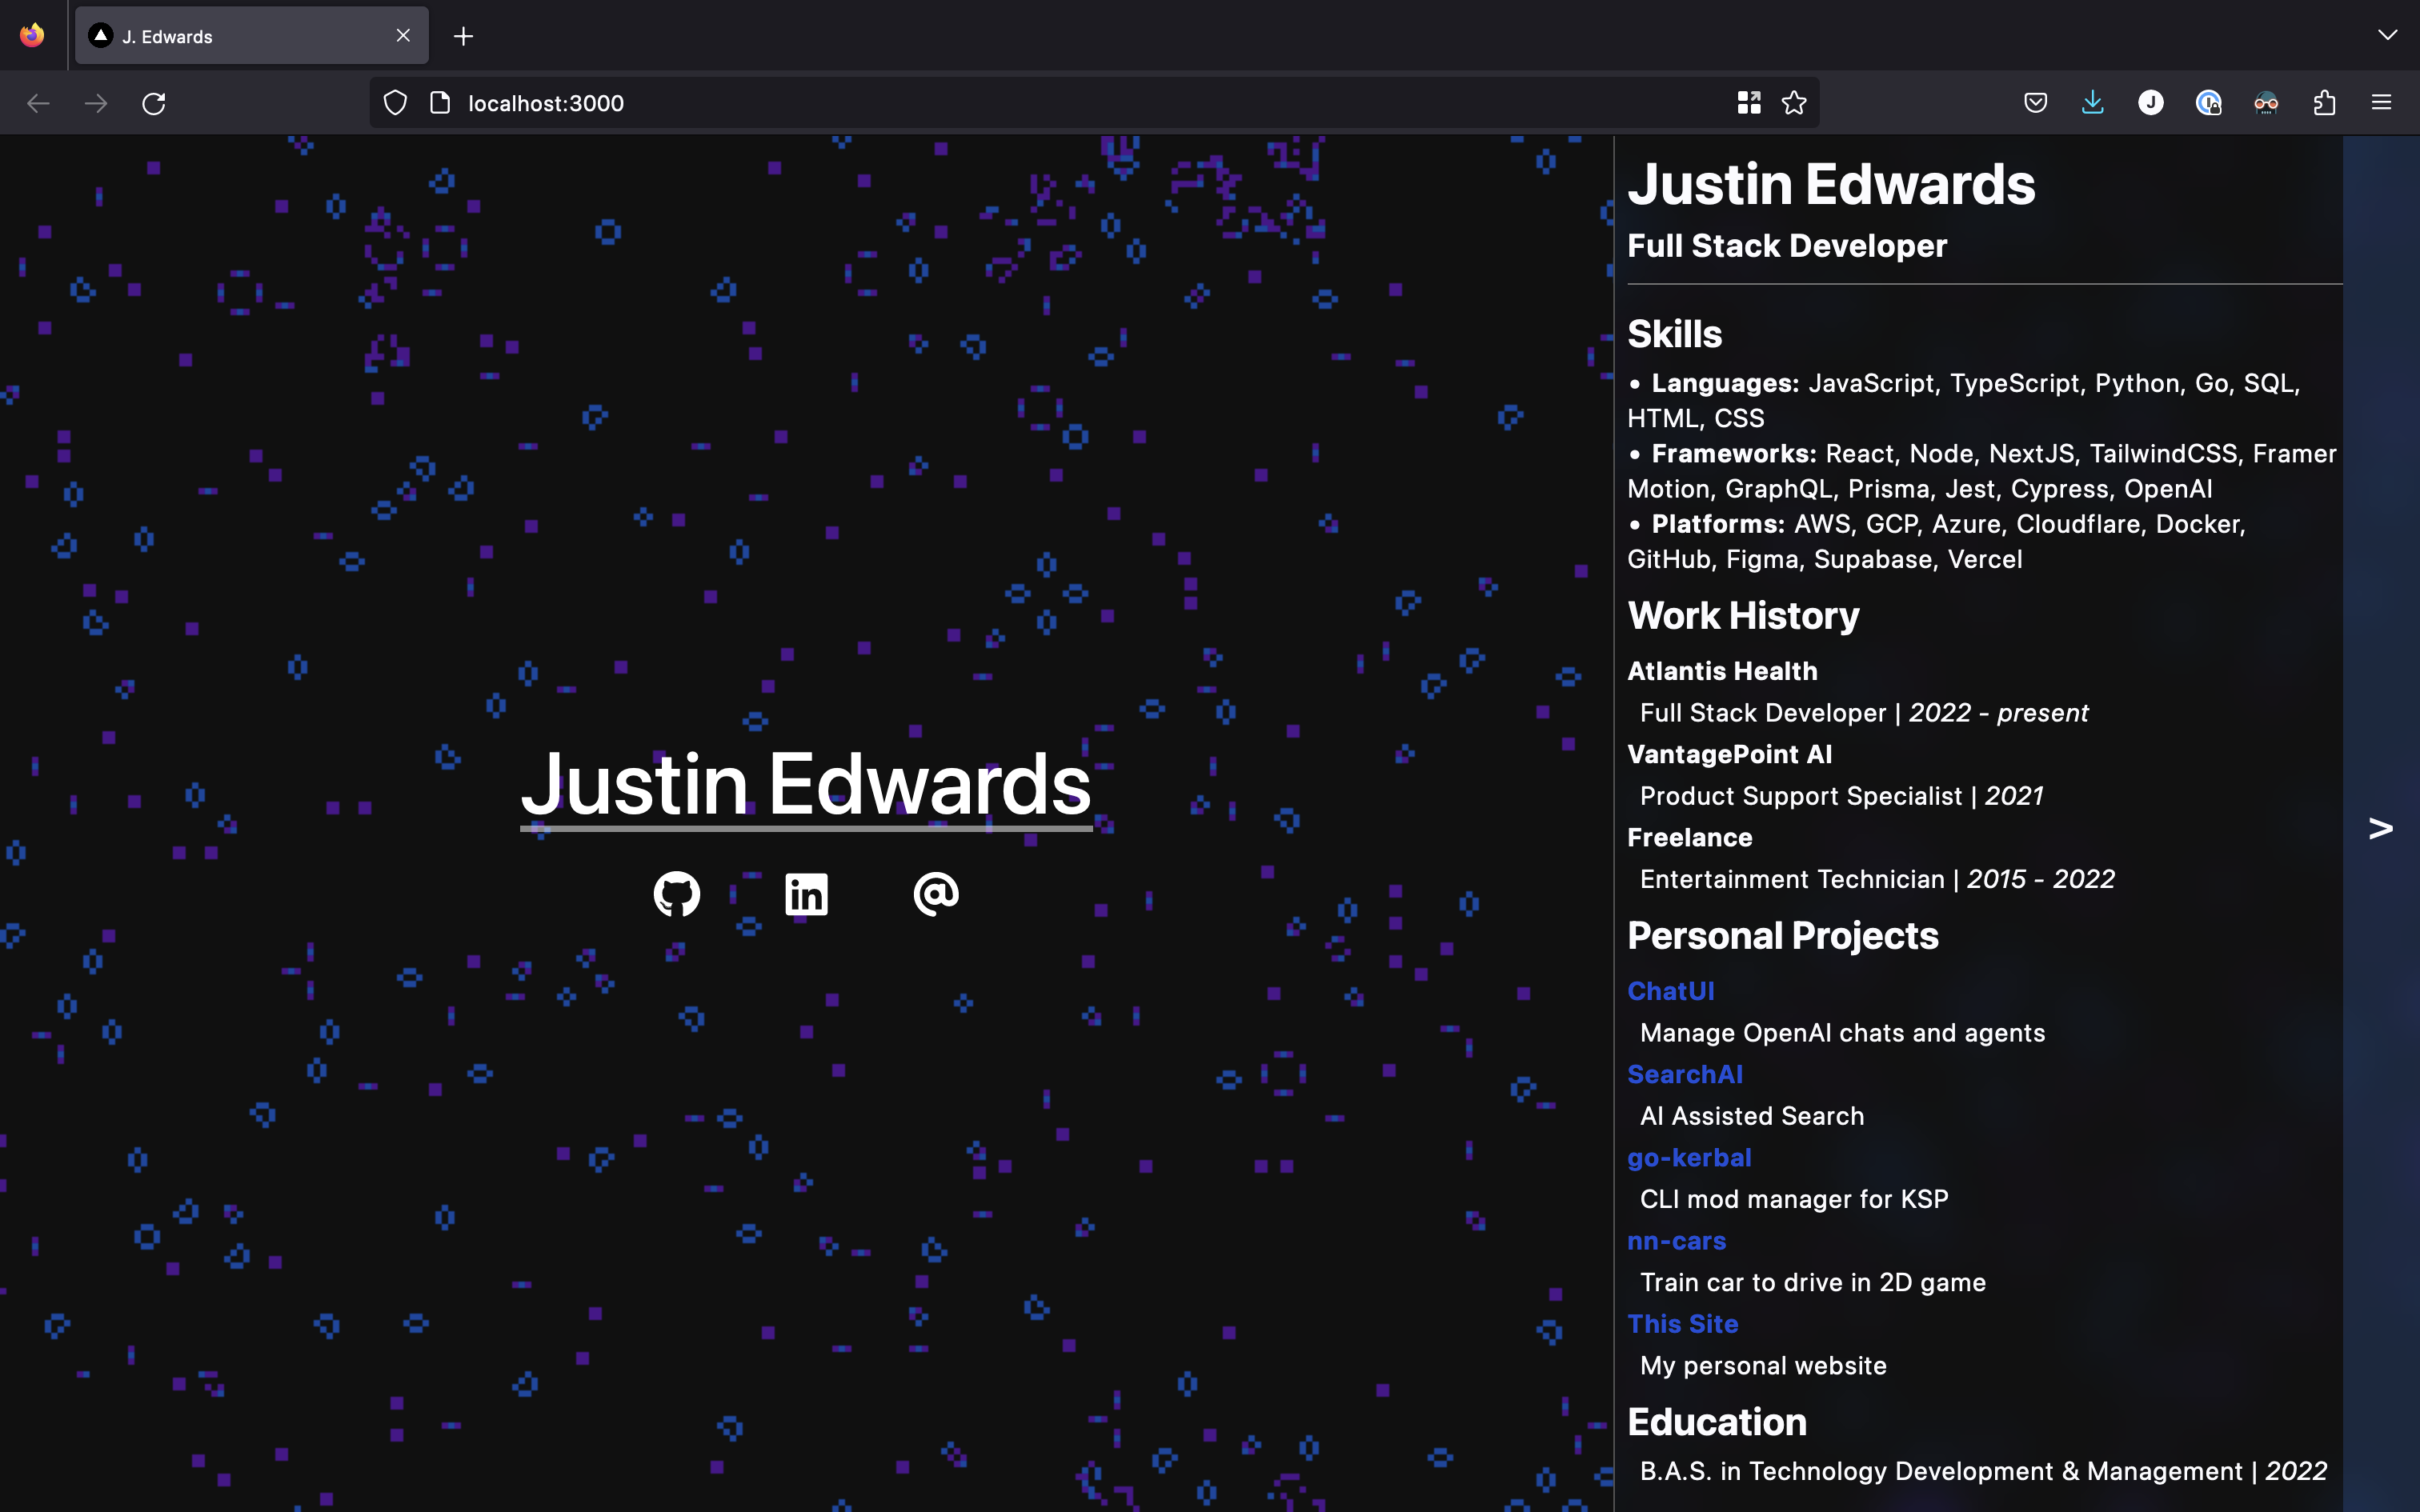 J. Edwards
localhost:3000
Justin Edwards
Justin Edwards
Full Stack Developer
Skills
• Languages: JavaScript, TypeScript, Python, Go, SQL,
HTML, CSS
• Frameworks: React, Node, NextJS, TailwindCSS, Framer
Motion, GraphQL, Prisma, Jest, Cypress, OpenAI
• Platforms: AWS, GCP, Azure, Cloudflare, Docker,
GitHub, Figma, Supabase, Vercel
Work History
Atlantis Health
Full Stack Developer | 2022 - present
VantagePoint AI
Product Support Specialist | 2021
Freelance
Entertainment Technician | 2015 - 2022
Personal Projects
ChatUI
Manage OpenAI chats and agents
SearchAI
AI Assisted Search
go-kerbal
CLI mod manager for KSP
nn-cars
Train car to drive in 2D game
This Site
My personal website
Education
B.A.S. in Technology Development & Management | 2022
>